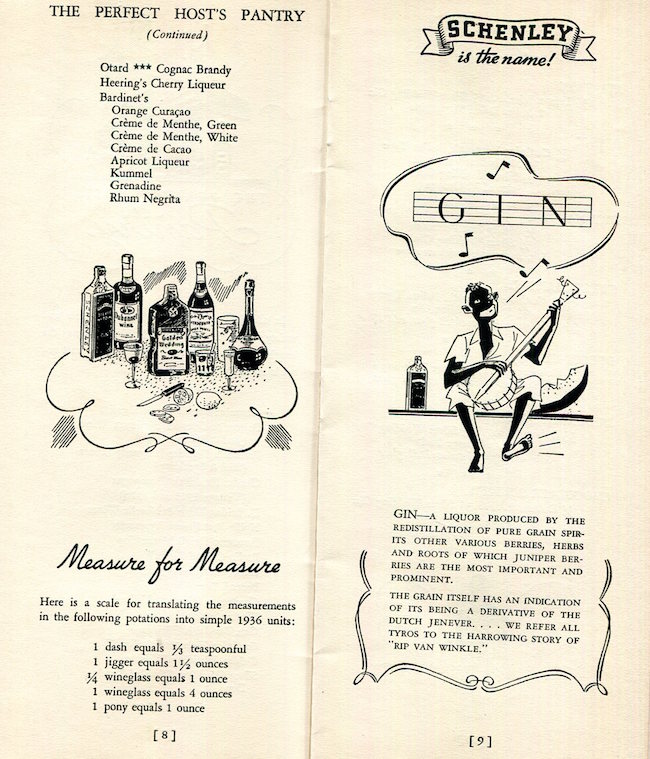 THE PERFECT HOST'S PANTRY
(Continued)
Otard *** Cognac Brandy
Heering's Cherry Liqueur
Bardinet's
Orange Curaçao
Crème de Menthe, Green
Crème de Menthe, White
Crème de Cacao
Apricot Liqueur
Kummel
Grenadine
Rhum Negrita
Dubonnet
Wine
Golden
Wedding
Measure for Measure
Here is a scale for translating the measurements
in the following potations into simple 1936 units:
1 dash equals ⅓ teaspoonful
1 jigger equals 1½ ounces
¼ wineglass equals 1 ounce
1 wineglass equals 4 ounces
1 pony equals 1 ounce
[ 8 ]
SCHENLEY
is the name!
GIN
GIN—A LIQUOR PRODUCED BY THE
REDISTILLATION OF PURE GRAIN SPIR-
ITS OTHER VARIOUS BERRIES, HERBS
AND ROOTS OF WHICH JUNIPER BER-
RIES ARE THE MOST IMPORTANT AND
PROMINENT.
THE GRAIN ITSELF HAS AN INDICATION
OF ITS BEING A DERIVATIVE OF THE
DUTCH JENEVER. . . . WE REFER ALL
TYROS TO THE HARROWING STORY OF
"RIP VAN WINKLE."
[ 9 ]